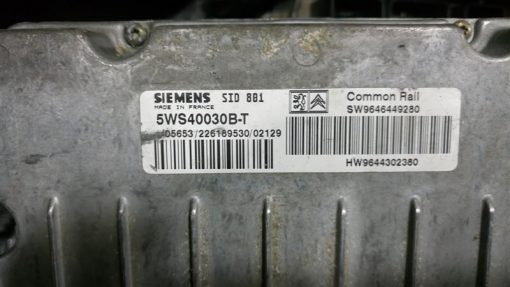 SIEMENS SID 801
MADE IN FRANCE
5WS40030B-T
/05653/226189530/02129
Common Rail
SW9646449280
HW9644302380